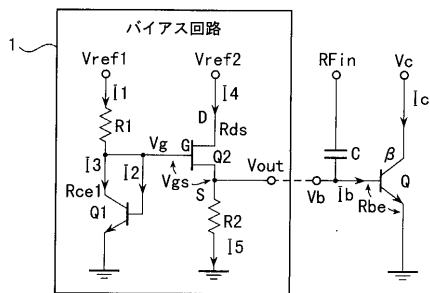 バイアス回路
1
Vref1
Vref2
RFin
Vc
I1
I4
Ic
R1
D
Rds
Vg
G
C
β
I3
I2
Q2
Vout
Q
Rce1
Vgs
S
Vb
Ib
Rbe
Q1
R2
I5